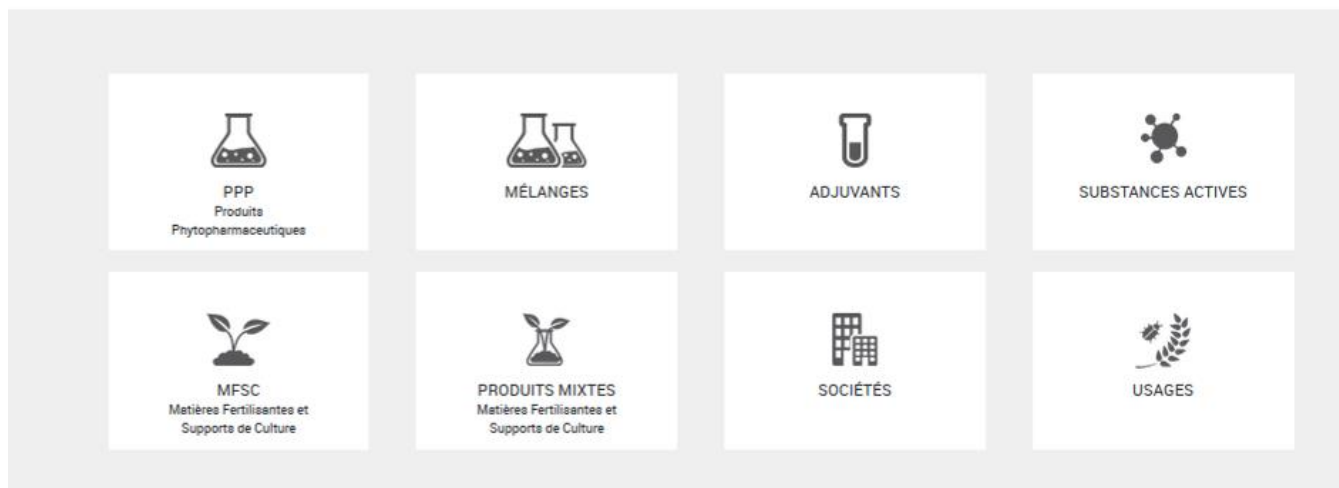 PPP
Produits
Phytopharmaceutiques
MÉLANGES
ADJUVANTS
SUBSTANCES ACTIVES
MFSC
Matières Fertilisantes et
Supports de Culture
PRODUITS MIXTES
Matières Fertilisantes et
Supports de Culture
SOCIÉTÉS
USAGES